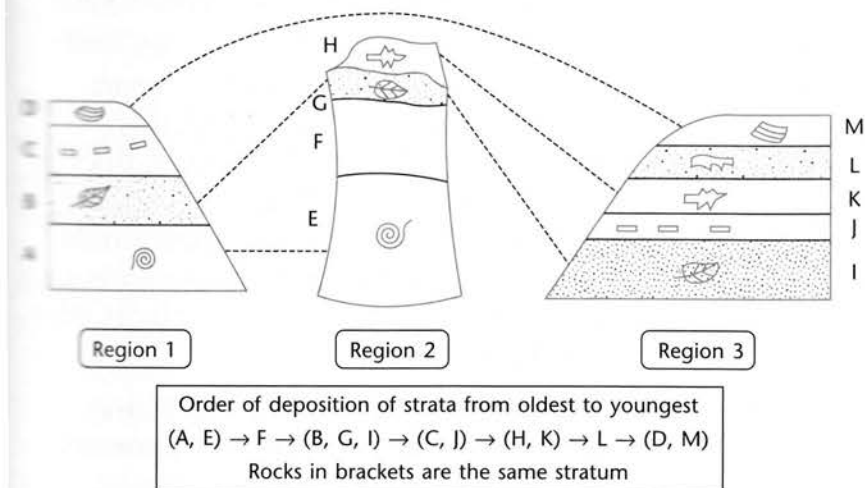 H
G
F
E
C
M
L
K
J
I
Region 1
Region 2
Region 3
Order of deposition of strata from oldest to youngest
(A, E) → F → (B, G, I) → (C, J) → (H, K) → L → (D, M)
Rocks in brackets are the same stratum